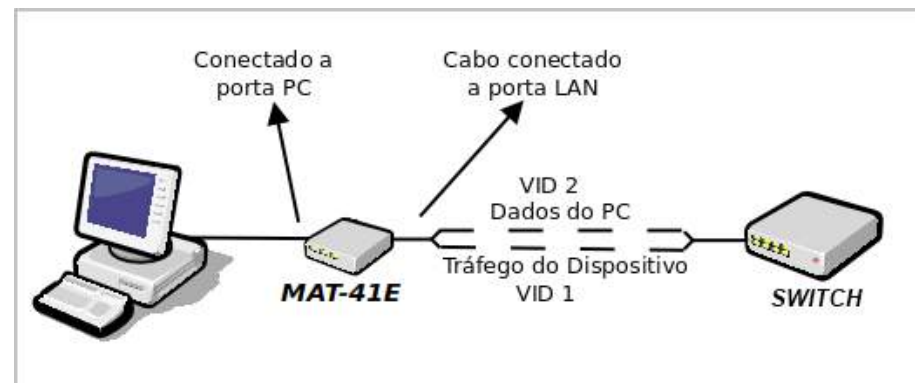 Conectado a
porta PC
Cabo conectado
a porta LAN
VID 2
Dados do PC
Tráfego do Dispositivo
VID 1
MAT-41E
SWITCH